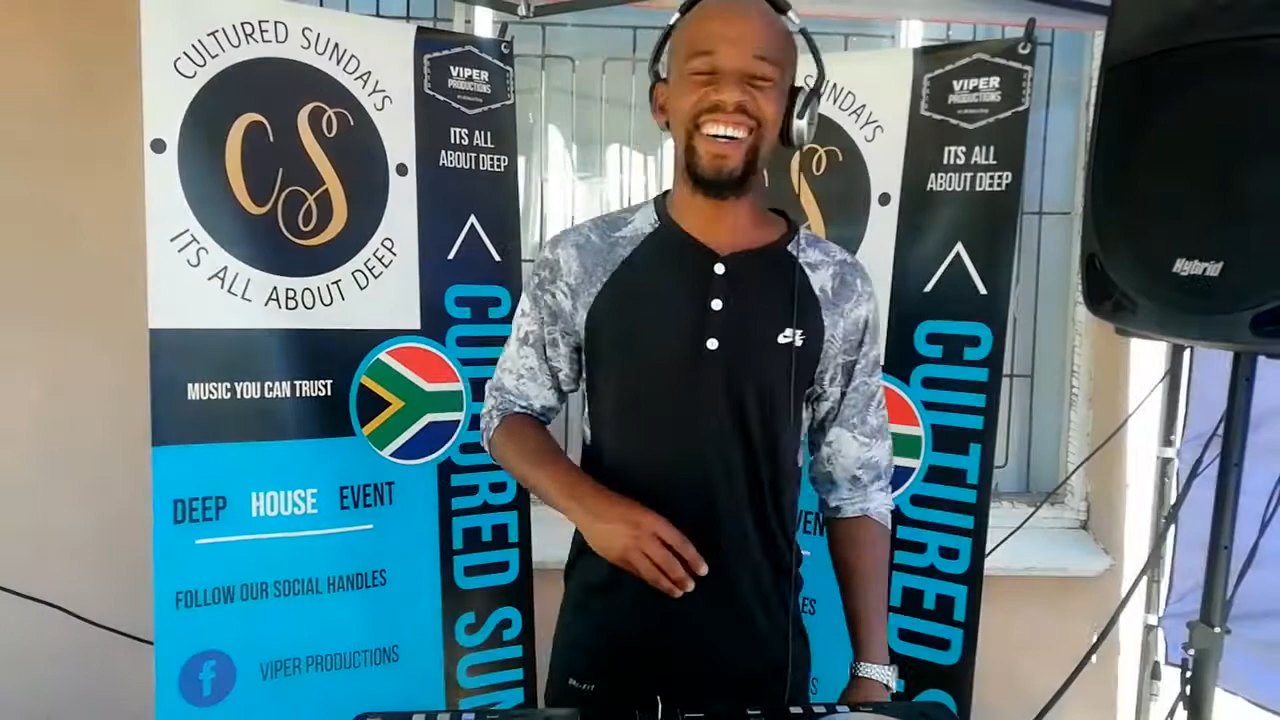 CULTURED SUNDAYS
CS
ITS ALL ABOUT DEEP
VIPER
PRODUCTIONS
ITS ALL
ABOUT DEEP
MUSIC YOU CAN TRUST
DEEP HOUSE EVENT
FOLLOW OUR SOCIAL HANDLES
f VIPER PRODUCTIONS
CULTURED SUN
SUNDAYS
VIPER
PRODUCTIONS
ITS ALL
ABOUT DEEP
CULTURED
Hybrid